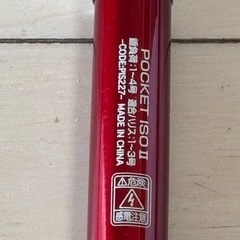 POCKET ISO II
錘負荷:1~4号 適合ハリス:1~3号
-CODE:PIS227-
MADE IN CHINA
危険
感電注意